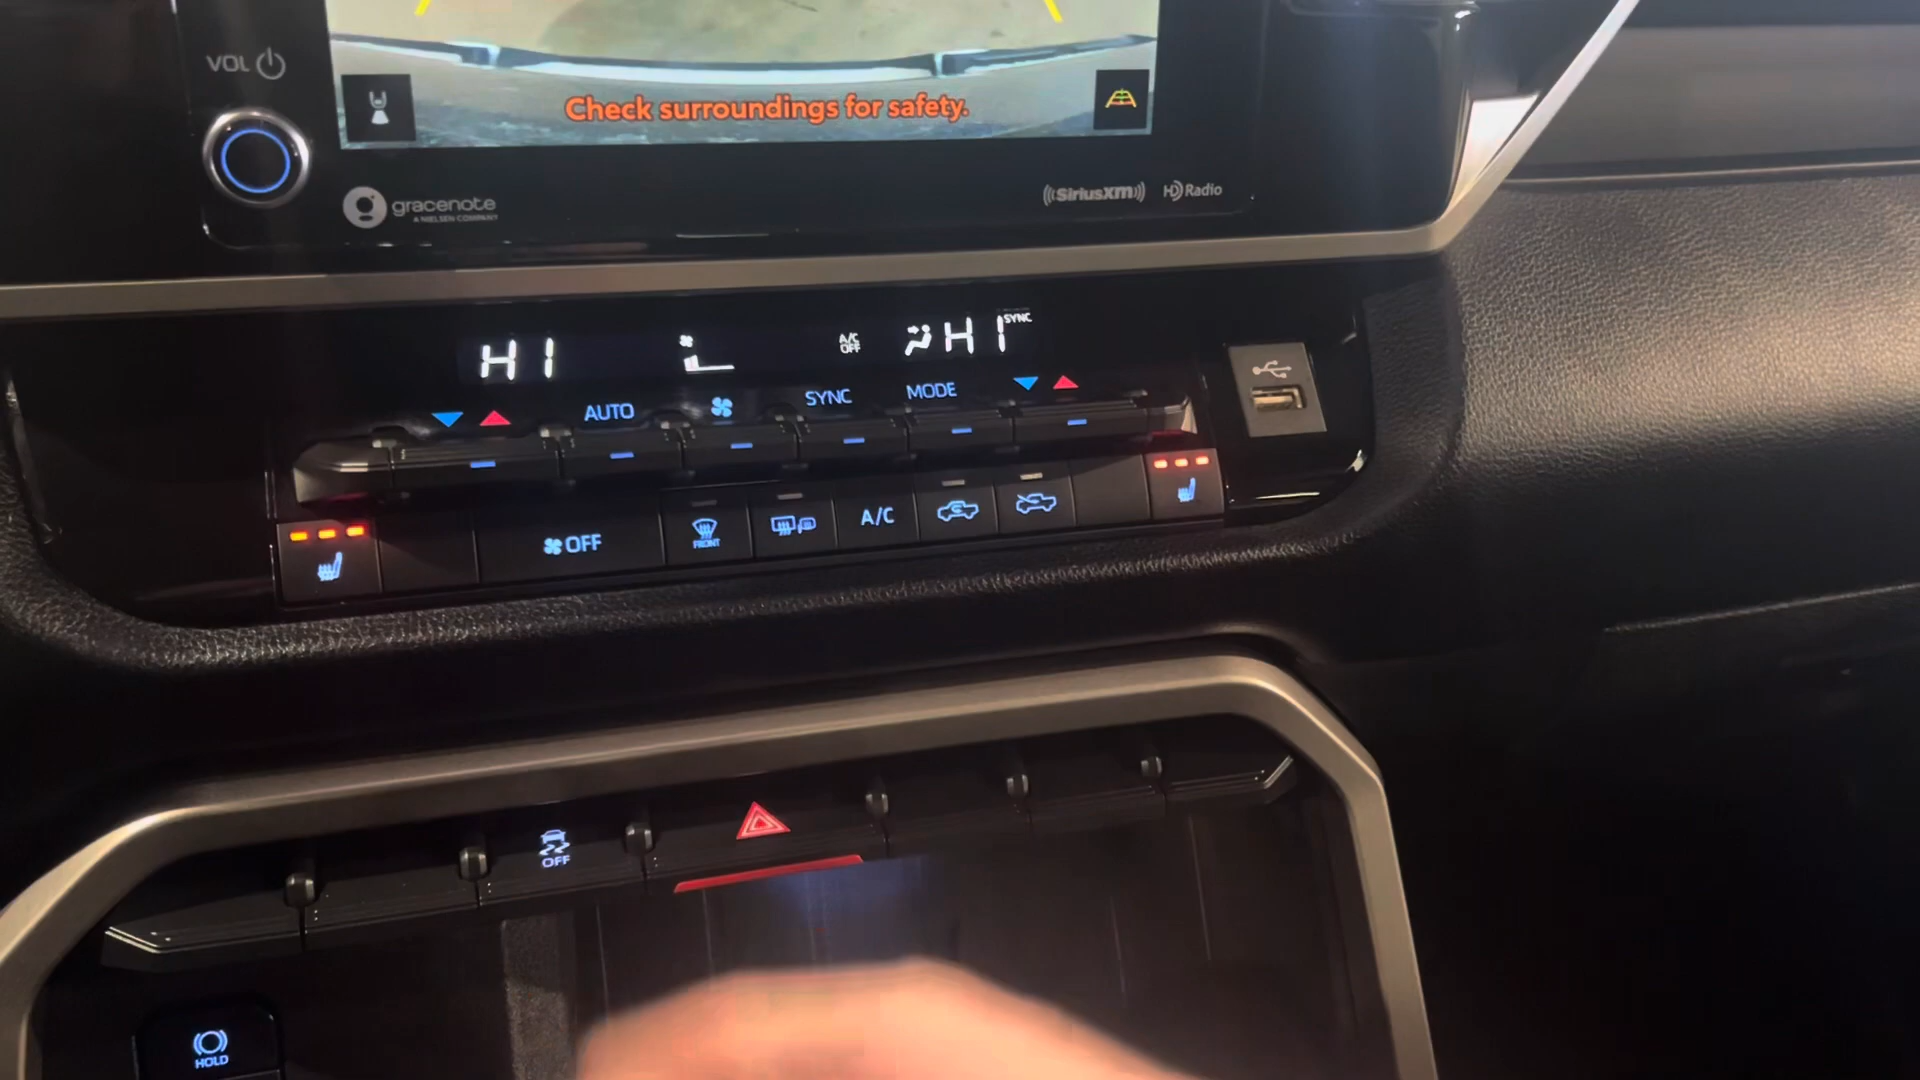 VOL
Check surroundings for safety.
gracenote
A NIELSEN COMPANY
SiriusXM
HD Radio
HI
A/C
OFF
HI
SYNC
AUTO
SYNC
MODE
OFF
FRONT
A/C
OFF
HOLD